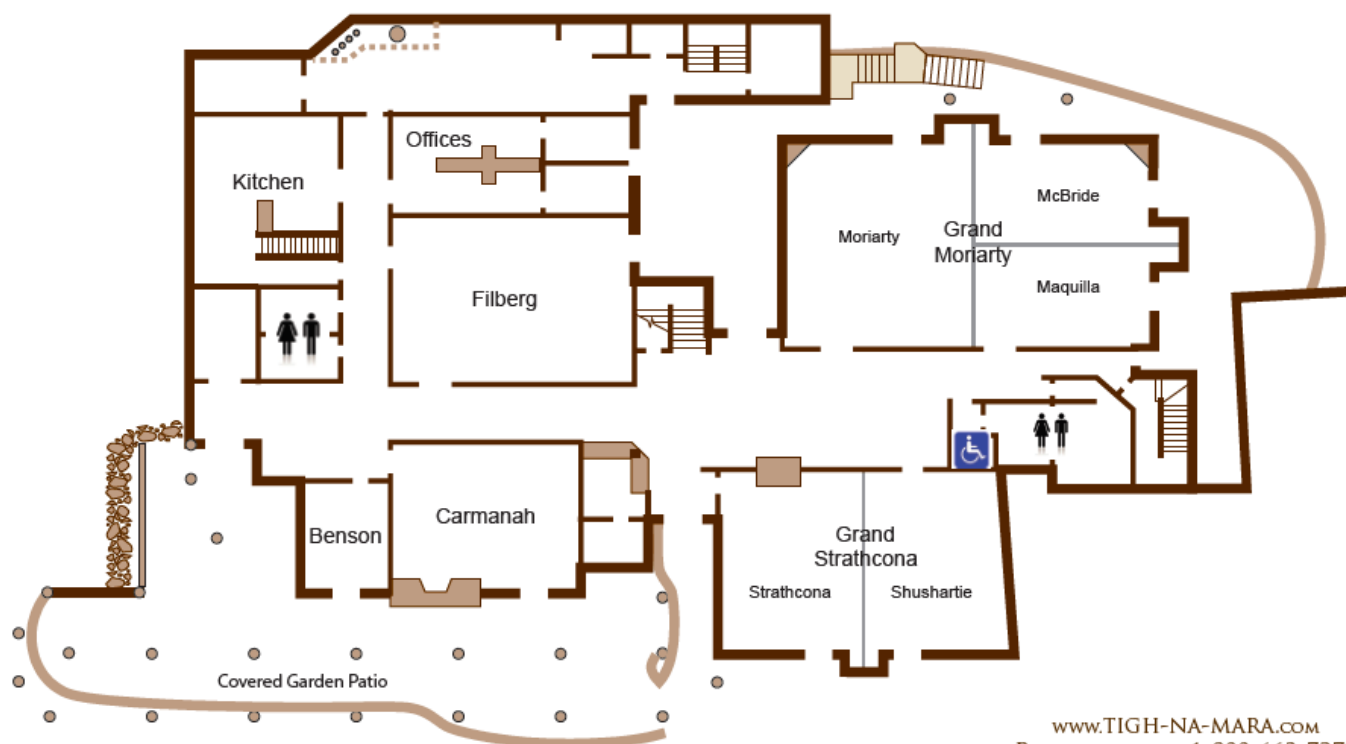 Offices
Kitchen
McBride
Moriarty
Grand
Moriarty
Maquilla
Filberg
Benson
Carmanah
Grand
Strathcona
Strathcona
Shushartie
Covered Garden Patio
www.TIGH-NA-MARA.com